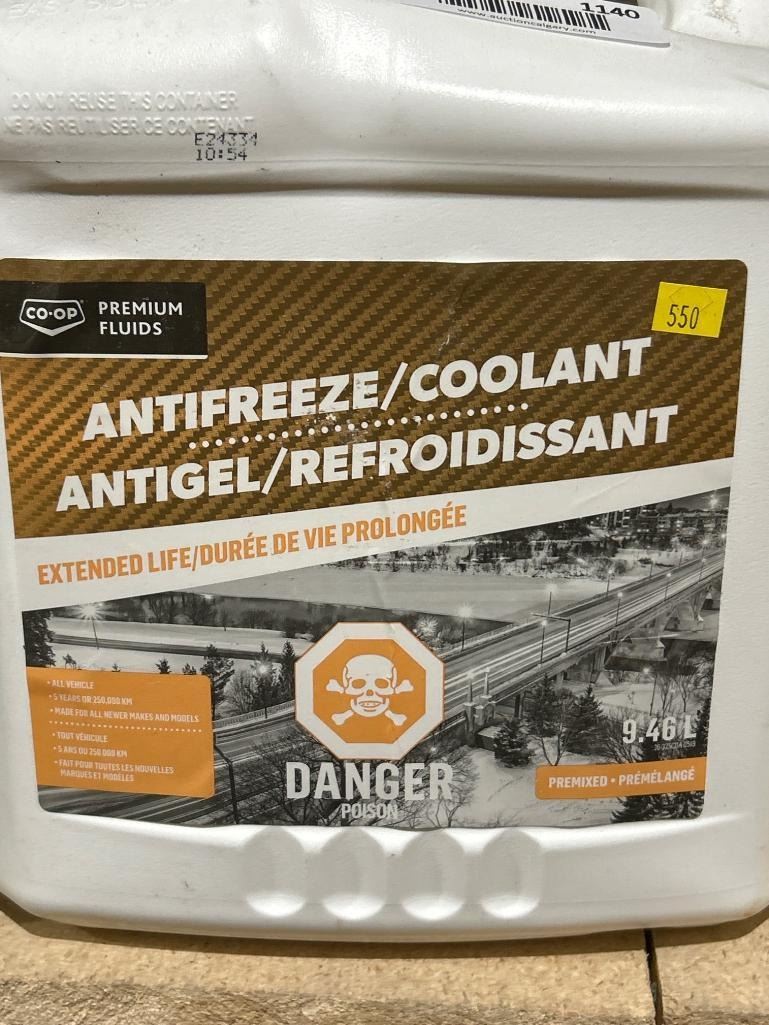 1140
www.auctioncalgary.com
DO NOT REUSE THIS CONTAINER
NE PAS REUTILISER CE CONTENANT
E24334
10:54
CO-OP
PREMIUM
FLUIDS
550
ANTIFREEZE/COOLANT
ANTIGEL/REFROIDISSANT
EXTENDED LIFE/DURÉE DE VIE PROLONGÉE
• ALL VEHICLE
• 5 YEARS OR 250,000 KM
• MADE FOR ALL NEWER MAKES AND MODELS
• TOUT VÉHICULE
• 5 ANS OU 250 000 KM
• FAIT POUR TOUTES LES NOUVELLES
MARQUES ET MODÈLES
DANGER
POISON
9.46 L
PREMIXED • PRÉMÉLANGÉ